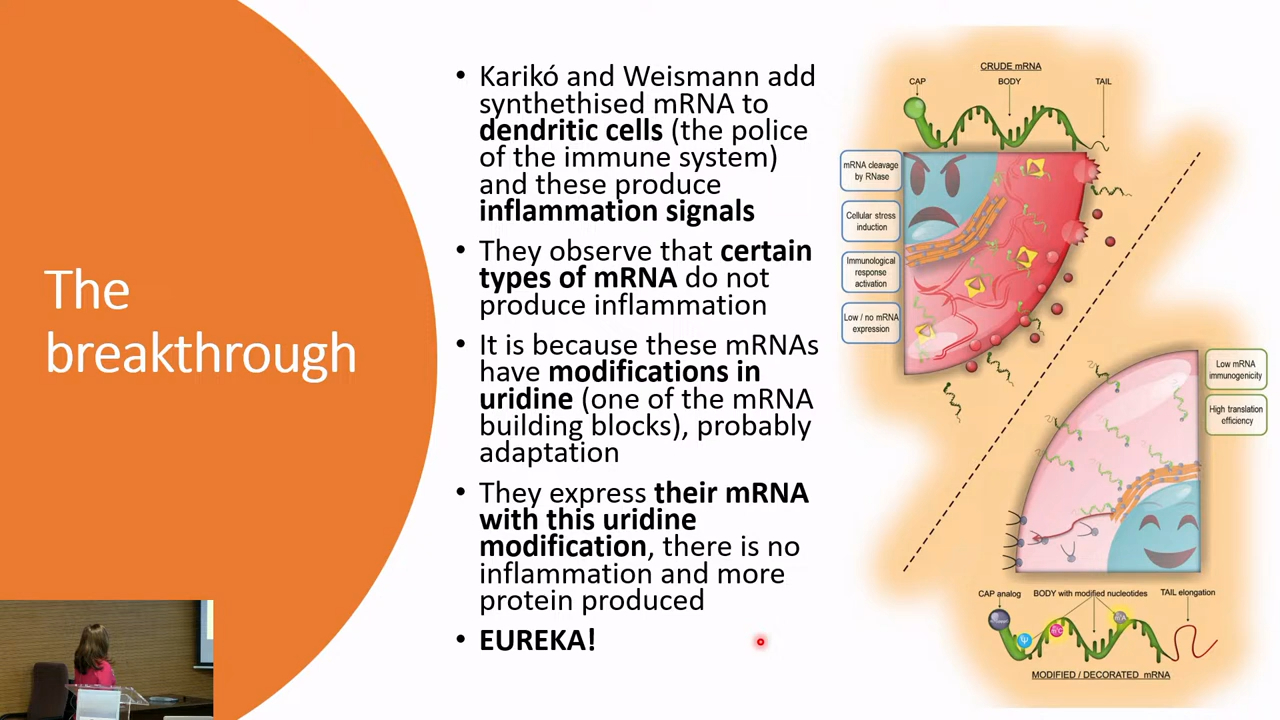 The
breakthrough
• Karikó and Weismann add
synthethised mRNA to
dendritic cells (the police
of the immune system)
and these produce
inflammation signals
• They observe that certain
types of mRNA do not
produce inflammation
• It is because these mRNAs
have modifications in
uridine (one of the mRNA
building blocks), probably
adaptation
• They express their mRNA
with this uridine
modification, there is no
inflammation and more
protein produced
• EUREKA!
CRUDE mRNA
CAP BODY TAIL
mRNA cleavage
by RNase
Cellular stress
induction
Immunological
response
activation
Low / no mRNA
expression
Low mRNA
immunogenicity
High translation
efficiency
CAP analog BODY with modified nucleotides TAIL elongation
Ψ
MODIFIED / DECORATED mRNA